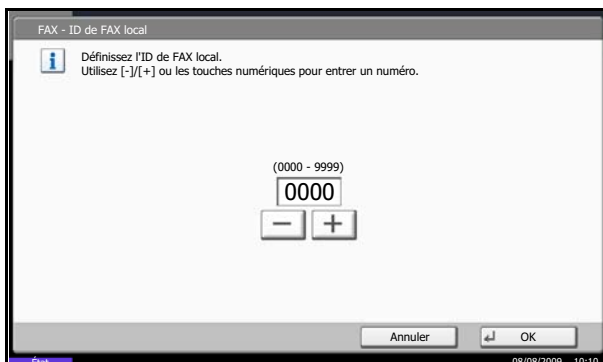 FAX - ID de FAX local
Définissez l'ID de FAX local.
Utilisez [-]/[+] ou les touches numériques pour entrer un numéro.
(0000 - 9999)
0000
− +
Annuler OK
État 08/08/2009 10:10